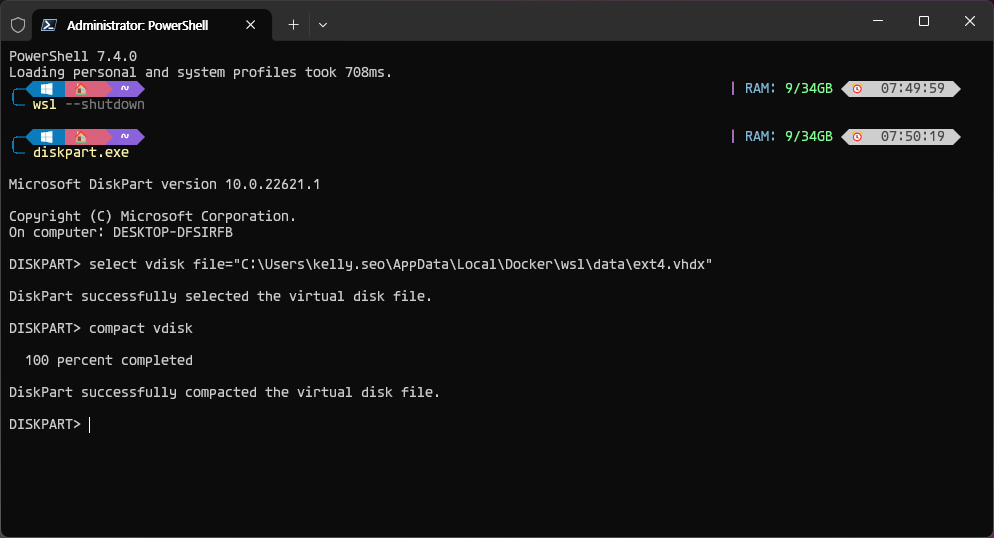 Administrator: PowerShell
PowerShell 7.4.0
Loading personal and system profiles took 708ms.
~ | RAM: 9/34GB 07:49:59
wsl --shutdown
~ | RAM: 9/34GB 07:50:19
diskpart.exe
Microsoft DiskPart version 10.0.22621.1
Copyright (C) Microsoft Corporation.
On computer: DESKTOP-DFSIRFB
DISKPART> select vdisk file="C:\Users\kelly.seo\AppData\Local\Docker\wsl\data\ext4.vhdx"
DiskPart successfully selected the virtual disk file.
DISKPART> compact vdisk
100 percent completed
DiskPart successfully compacted the virtual disk file.
DISKPART>